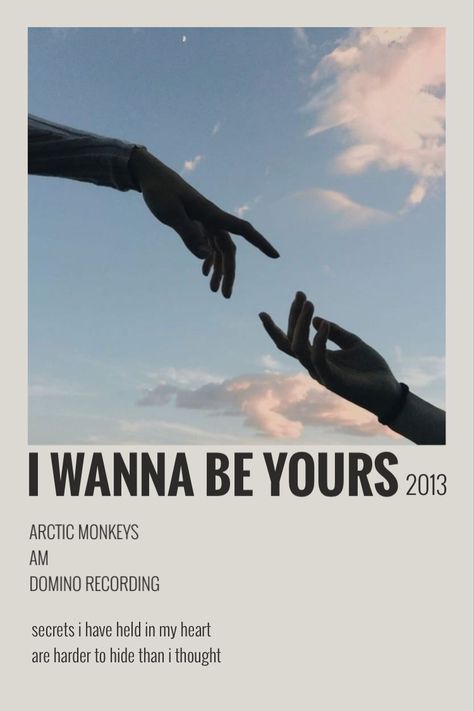 I WANNA BE YOURS 2013
ARCTIC MONKEYS
AM
DOMINO RECORDING
secrets i have held in my heart
are harder to hide than i thought